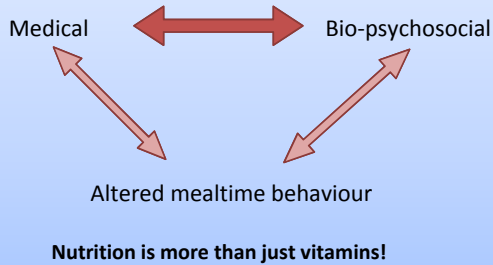 Medical
Bio-psychosocial
Altered mealtime behaviour
Nutrition is more than just vitamins!